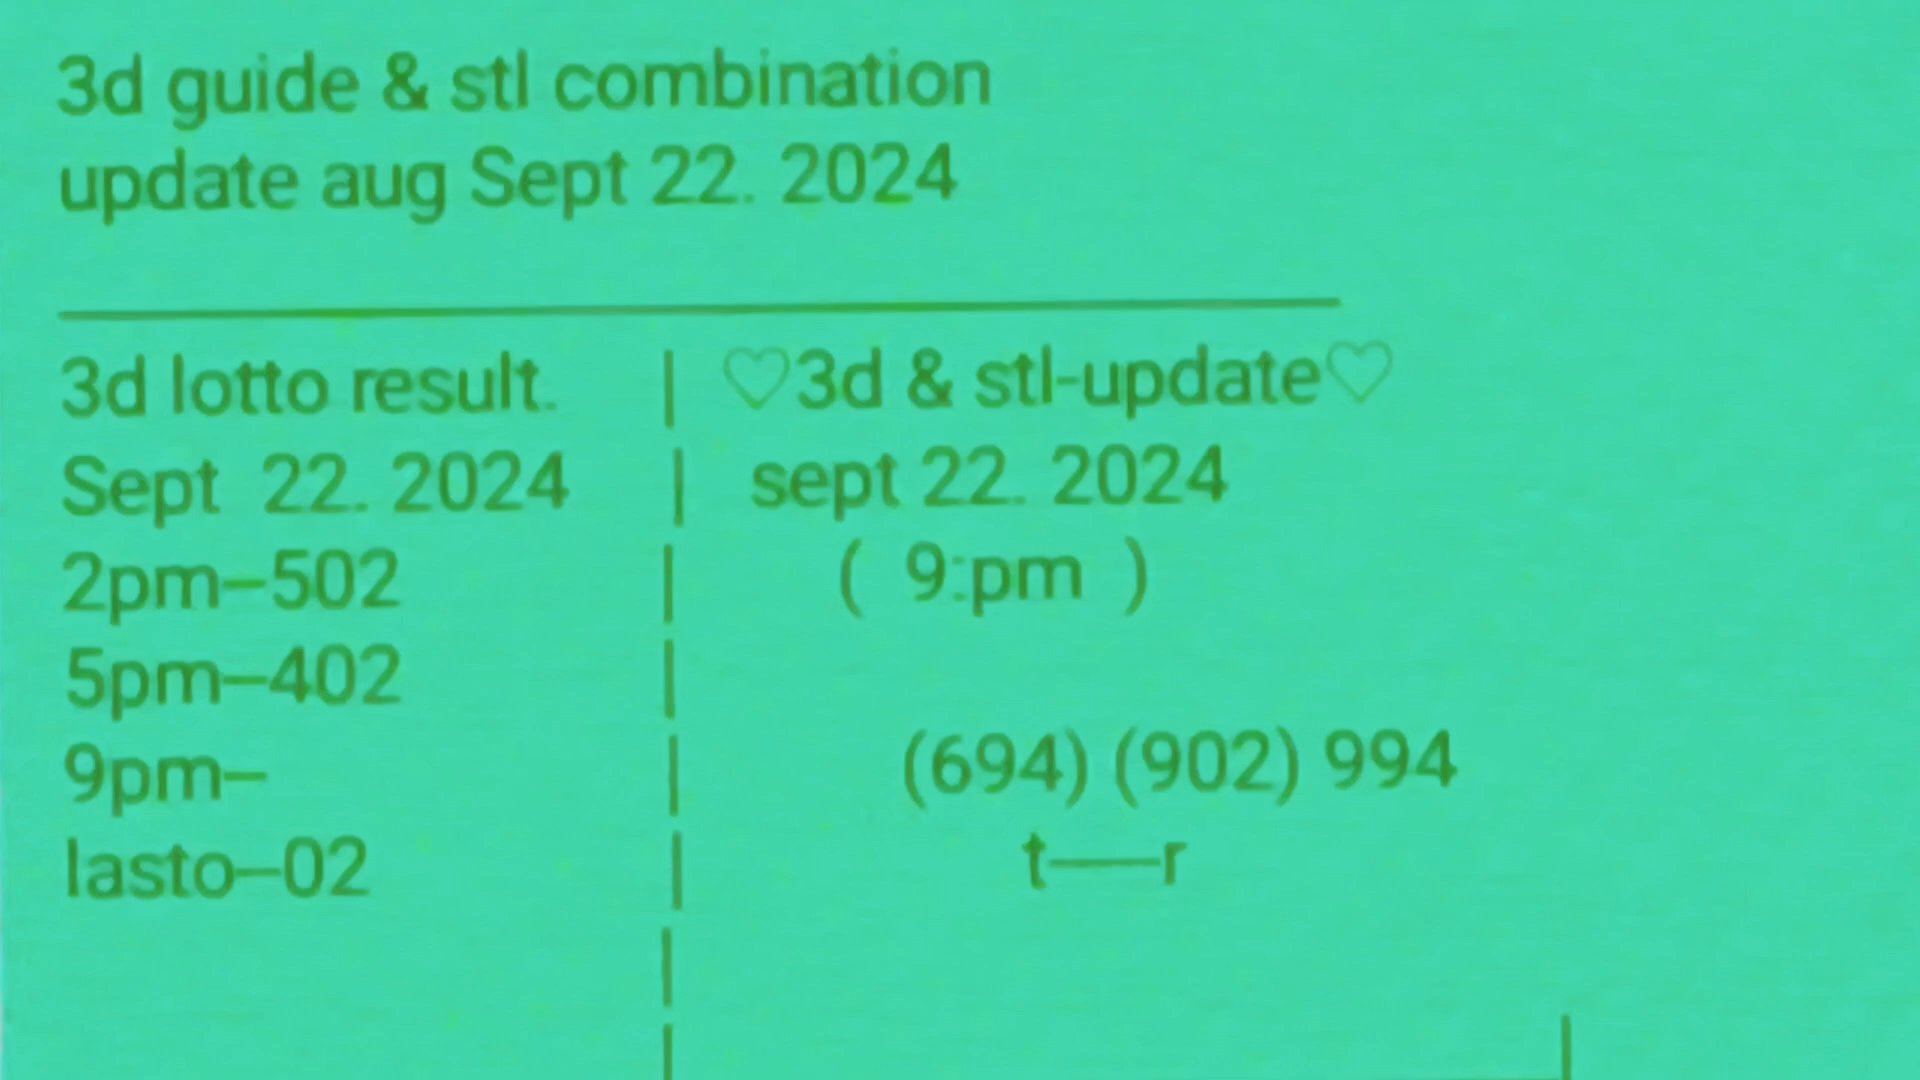 3d guide & stl combination
update aug Sept 22. 2024
3d lotto result. | ♡3d & stl-update♡
Sept 22. 2024 | sept 22. 2024
2pm–502 | ( 9:pm )
5pm–402 |
9pm– | (694) (902) 994
lasto–02 | t——r
|
|